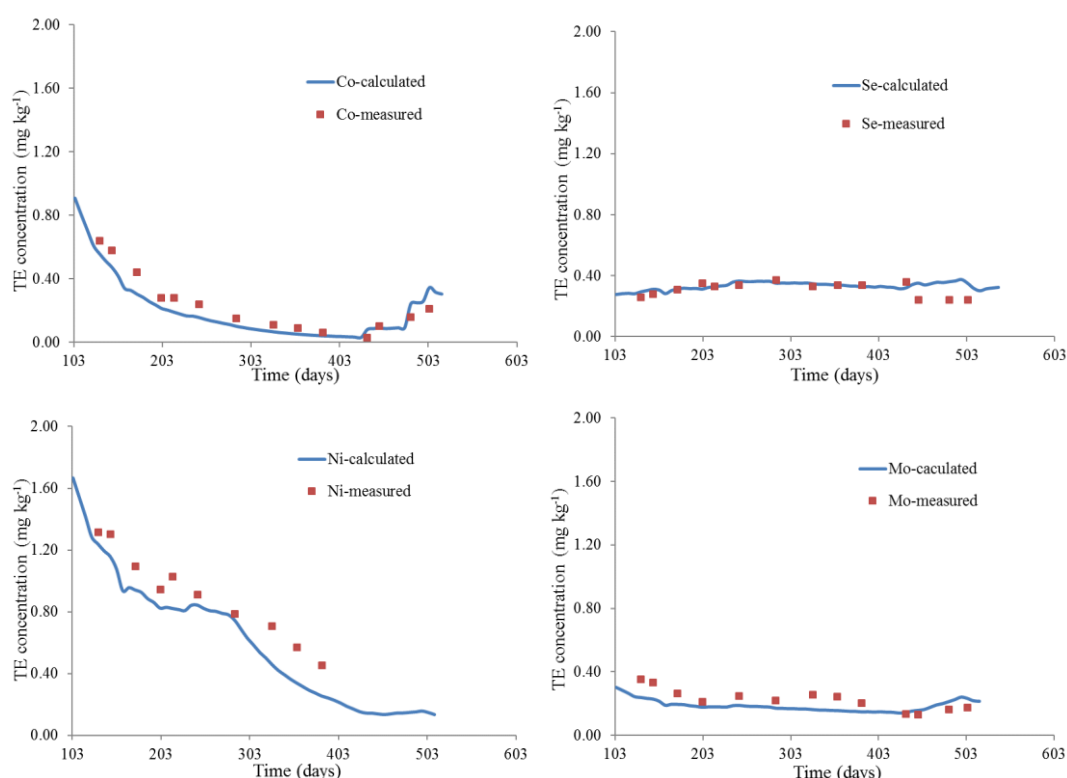 2.00
1.60
1.20
0.80
0.40
0.00
TE concentration (mg kg-1)
Co-calculated
Co-measured
103 203 303 403 503 603
Time (days)
2.00
1.60
1.20
0.80
0.40
0.00
TE concentration (mg kg-1)
Se-calculated
Se-measured
103 203 303 403 503 603
Time (days)
2.00
1.60
1.20
0.80
0.40
0.00
TE concentration (mg kg-1)
Ni-calculated
Ni-measured
103 203 303 403 503 603
Time (days)
2.00
1.60
1.20
0.80
0.40
0.00
TE concentration (mg kg-1)
Mo-caculated
Mo-measured
103 203 303 403 503 603
Time (days)